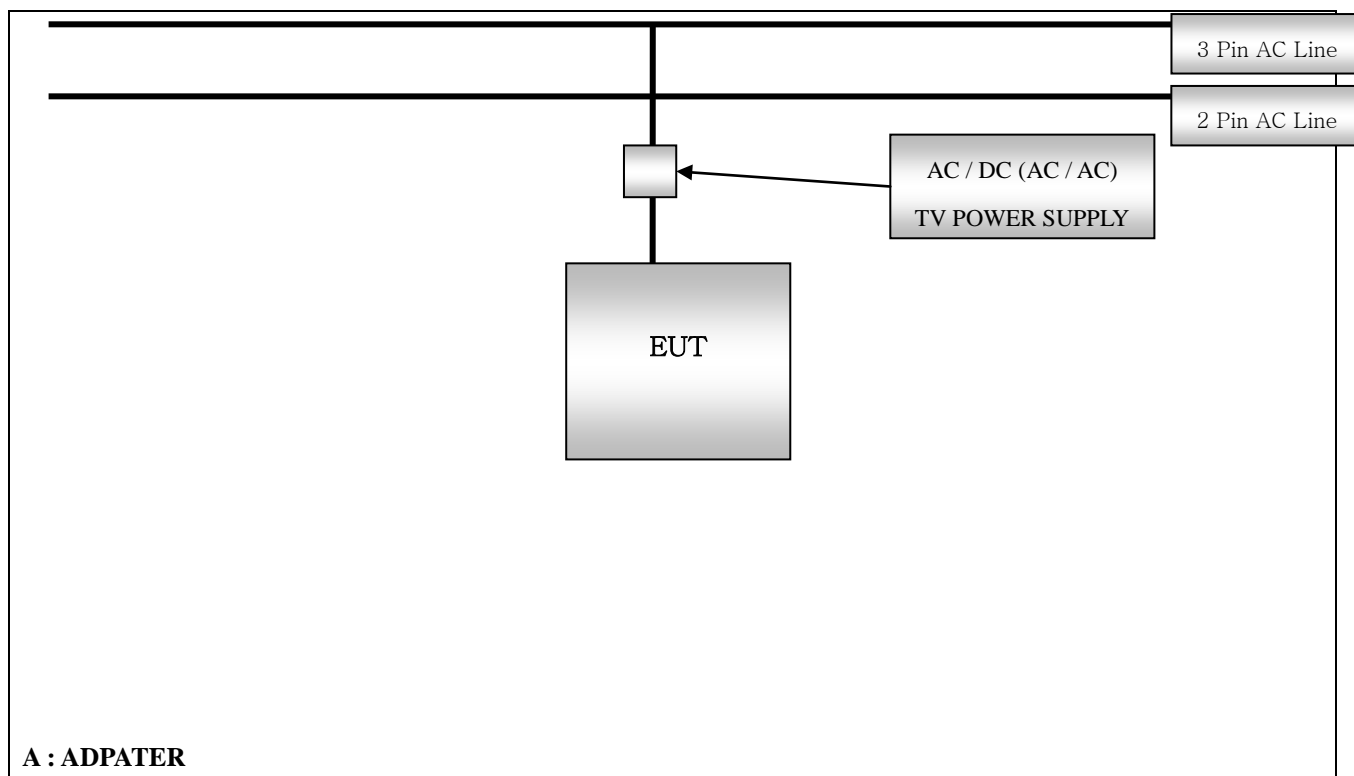 3 Pin AC Line
2 Pin AC Line
AC / DC (AC / AC)
TV POWER SUPPLY
EUT
A : ADPATER